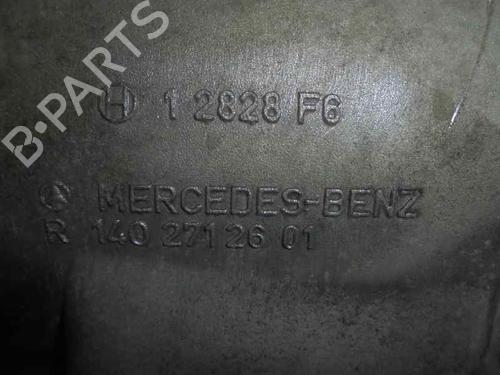 B-PARTS
H 1 2828 F6
MERCEDES-BENZ
R 140 271 26 01